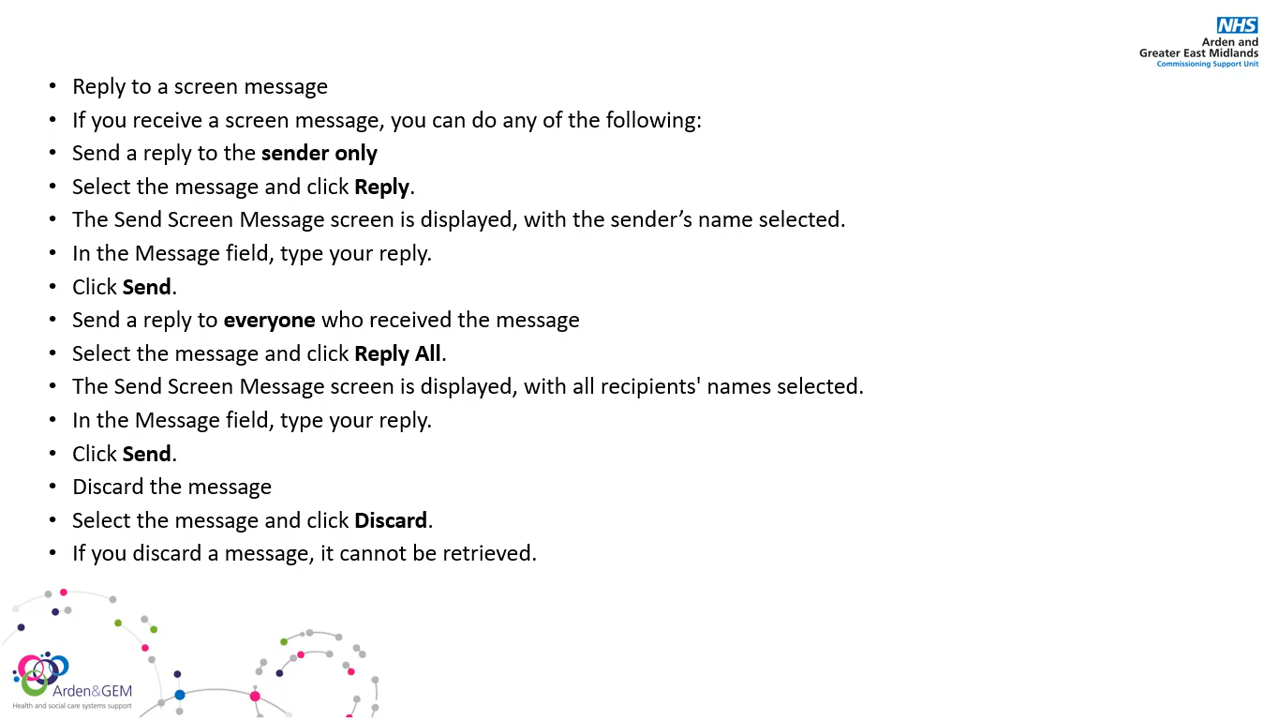 NHS
Arden and
Greater East Midlands
Commissioning Support Unit
• Reply to a screen message
• If you receive a screen message, you can do any of the following:
• Send a reply to the sender only
• Select the message and click Reply.
• The Send Screen Message screen is displayed, with the sender’s name selected.
• In the Message field, type your reply.
• Click Send.
• Send a reply to everyone who received the message
• Select the message and click Reply All.
• The Send Screen Message screen is displayed, with all recipients' names selected.
• In the Message field, type your reply.
• Click Send.
• Discard the message
• Select the message and click Discard.
• If you discard a message, it cannot be retrieved.
Arden&GEM
Health and social care systems support